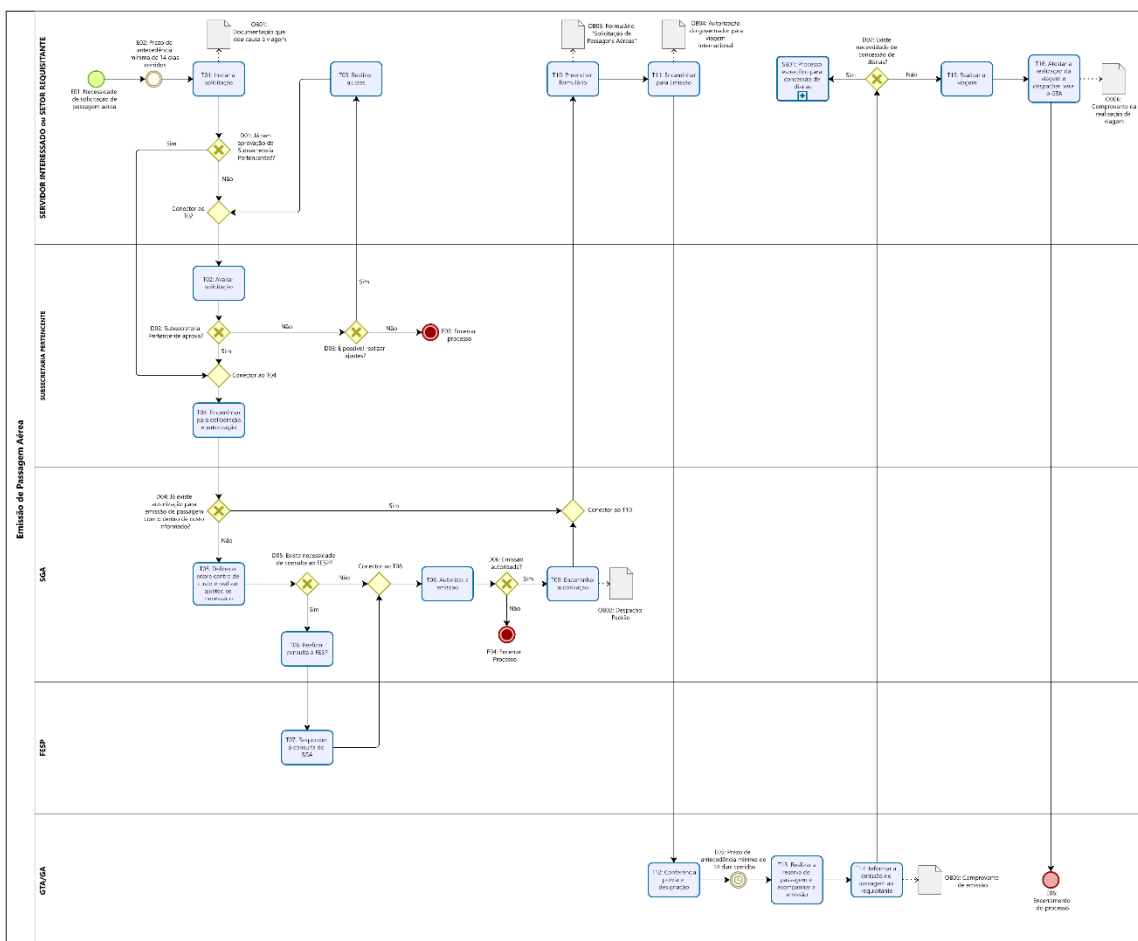 Emissão de Passagem Aérea
SERVIDOR INTERESSADO ou SETOR REQUISITANTE
E01: Necessidade
de solicitação de
passagem aérea
E02: Prazo de
antecedência
mínima de 14 dias
corridos
OB01:
Documentação que
deu causa à viagem
T01: Iniciar a
solicitação
D01: Já tem
aprovação da
Subsecretaria
Pertencente??
Sim
Não
Conector ao
T02
T03: Realizar
ajustes
OB03: Formulário
"Solicitação de
Passagens Aéreas"
T10: Preencher
formulário
OB04: Autorização
do governador para
viagem
internacional.
T11: Encaminhar
para Emissão
SB01: Processo
específico para
concessão de
diárias
Sim
D07: Existe
necessidade de
concessão de
diárias?
Não
T15: Realizar a
viagem
T16: Atestar a
realização da
viagem e
despachar para
o GTA
OB06:
Comprovante da
realização da
viagem
SUBSECRETARIA PERTENCENTE
T02: Avaliar
solicitação
D02: Subsecretaria
Pertencente aprova?
Não
Sim
Sim
D03: É possível realizar
ajustes?
Não
E03: Encerrar
processo
Conector ao T04
T04: Encaminhar
para deliberação
e autorização
SGA
D04: Já existe
autorização para
emissão de passagem
com o centro de custo
informado?
Sim
Não
T05: Deliberar
sobre centro de
custo e realizar
ajustes, se
necessário
D05: Existe necessidade
de consulta ao FESP?
Não
Sim
Conector ao T08
T06: Realizar
consulta à FESP
T08: Autorizar a
emissão
D06: Emissão
autorizada?
Sim
Não
E04: Encerrar
Processo
T09: Encaminhar
autorização
OB02: Despacho
Padrão
Conector ao T10
FESP
T07: Responder
à consulta do
SGA
GTA/GA
T12: Conferência
prévia e
designação
E05: Prazo de
antecedência mínima de
14 dias corridos
T13: Realizar a
reserva de
passagem e
acompanhar a
emissão
T14: Informar a
emissão de
passagem ao
requisitante
OB05: Comprovante
de emissão
E06:
Encerramento
do processo